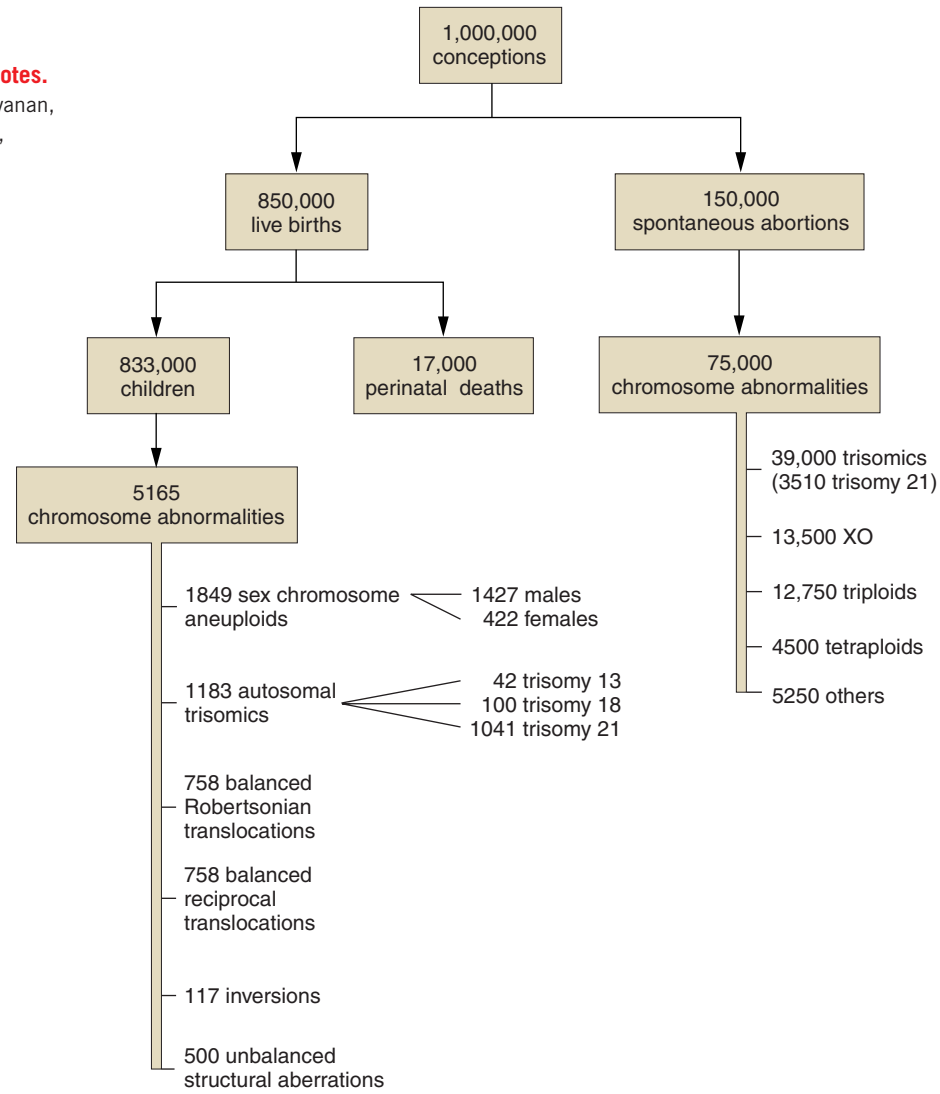 otes.
vanan,
,
1,000,000
conceptions
850,000
live births
150,000
spontaneous abortions
833,000
children
17,000
perinatal deaths
75,000
chromosome abnormalities
5165
chromosome abnormalities
1849 sex chromosome
aneuploids
1427 males
422 females
1183 autosomal
trisomics
42 trisomy 13
100 trisomy 18
1041 trisomy 21
758 balanced
Robertsonian
translocations
758 balanced
reciprocal
translocations
117 inversions
500 unbalanced
structural aberrations
39,000 trisomics
(3510 trisomy 21)
13,500 XO
12,750 triploids
4500 tetraploids
5250 others